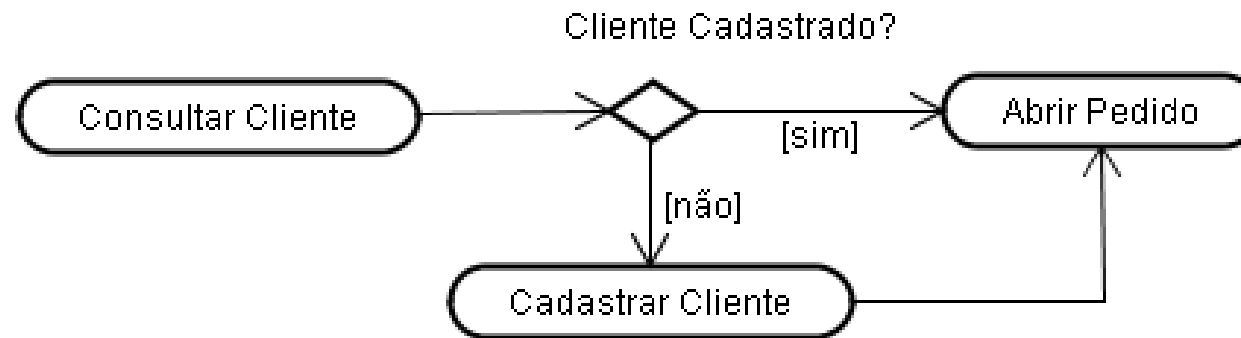 Cliente Cadastrado?
Consultar Cliente
Abrir Pedido
[sim]
[não]
Cadastrar Cliente